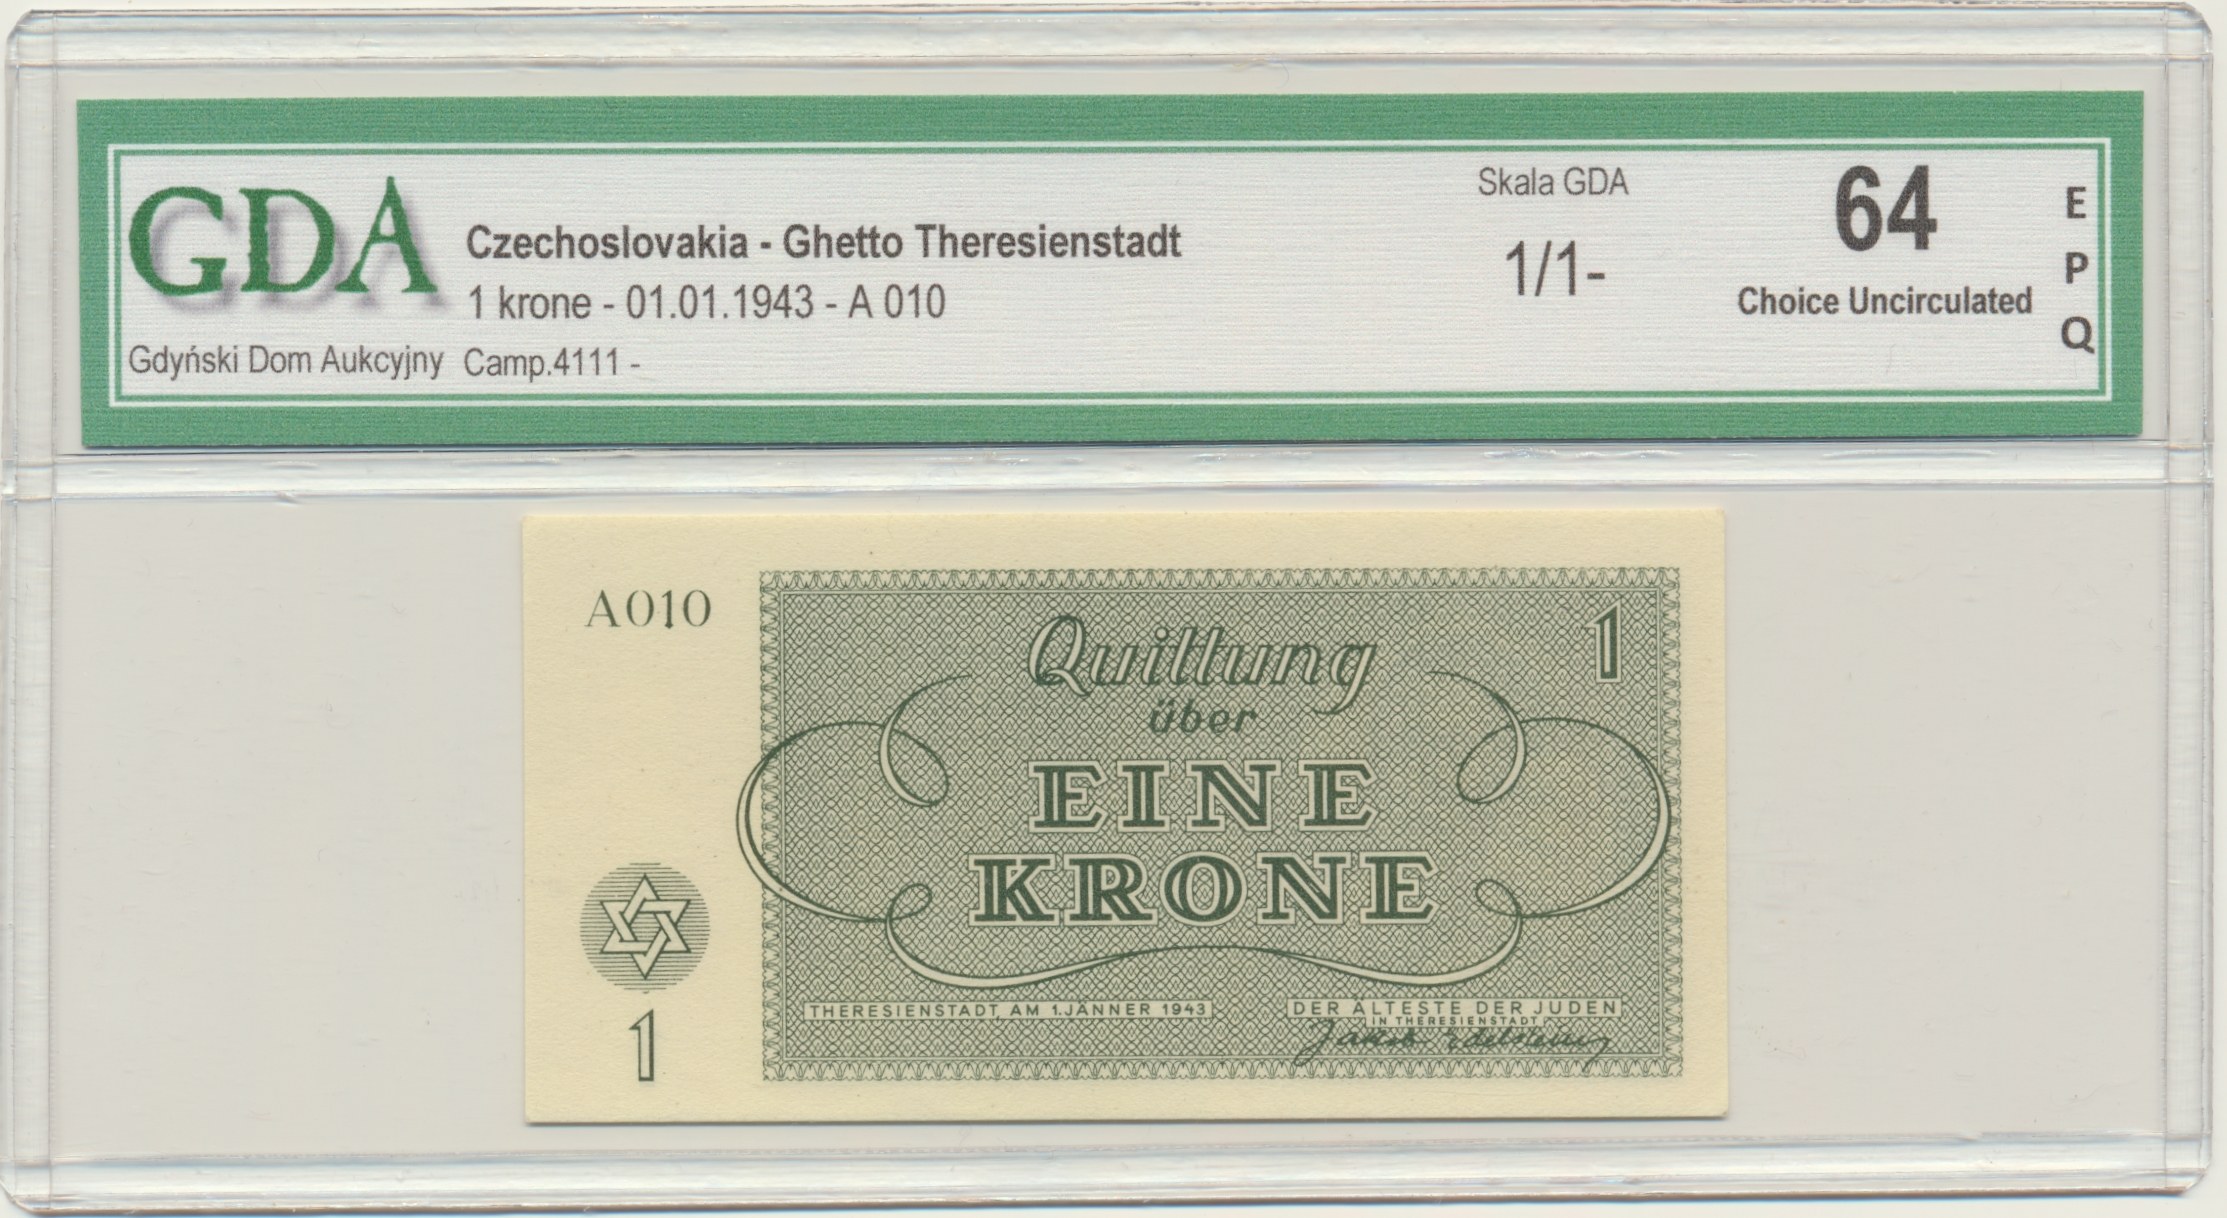 GDA
Gdyński Dom Aukcyjny
Czechoslovakia - Ghetto Theresienstadt
1 krone - 01.01.1943 - A 010
Camp.4111 -
Skala GDA
1/1-
64
Choice Uncirculated
E
P
Q
A010
1
Quittung
über
EINE
KRONE
1
THERESIENSTADT, AM 1. JÄNNER 1943
DER ÄLTESTE DER JUDEN
IN THERESIENSTADT
Jakob Edelstein